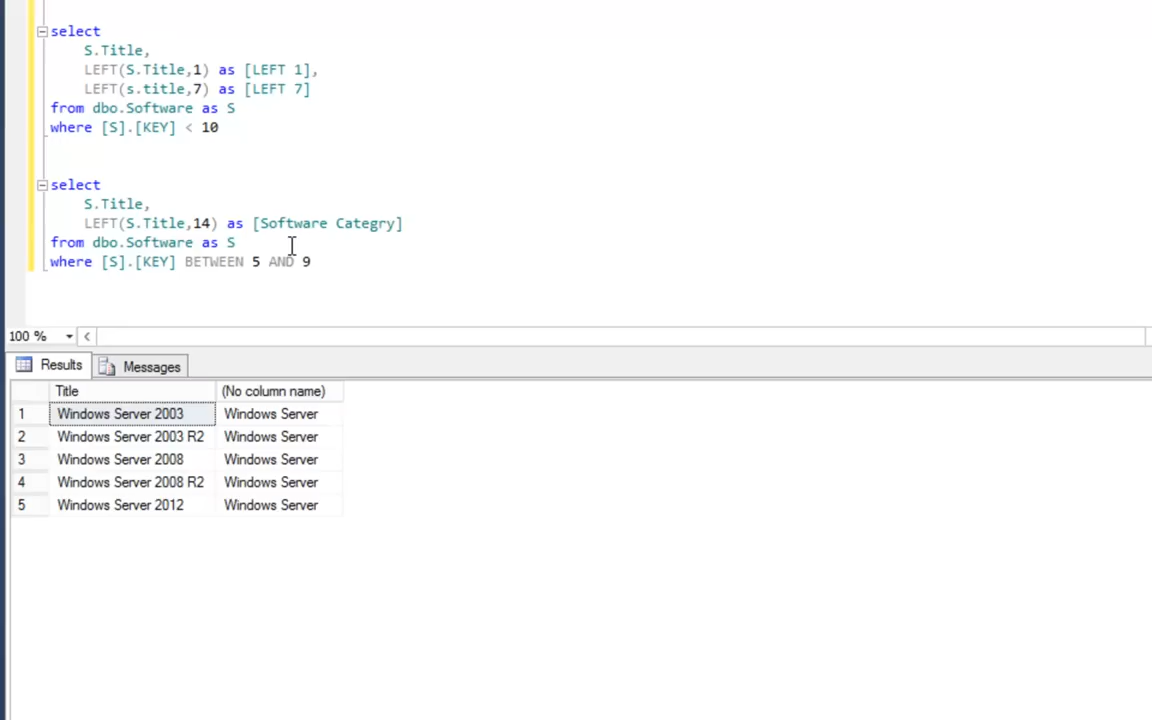 select
S.Title,
LEFT(S.Title,1) as [LEFT 1],
LEFT(s.title,7) as [LEFT 7]
from dbo.Software as S
where [S].[KEY] < 10
select
S.Title,
LEFT(S.Title,14) as [Software Categry]
from dbo.Software as S
where [S].[KEY] BETWEEN 5 AND 9
100 %
Results Messages
Title (No column name)
1 Windows Server 2003 Windows Server
2 Windows Server 2003 R2 Windows Server
3 Windows Server 2008 Windows Server
4 Windows Server 2008 R2 Windows Server
5 Windows Server 2012 Windows Server